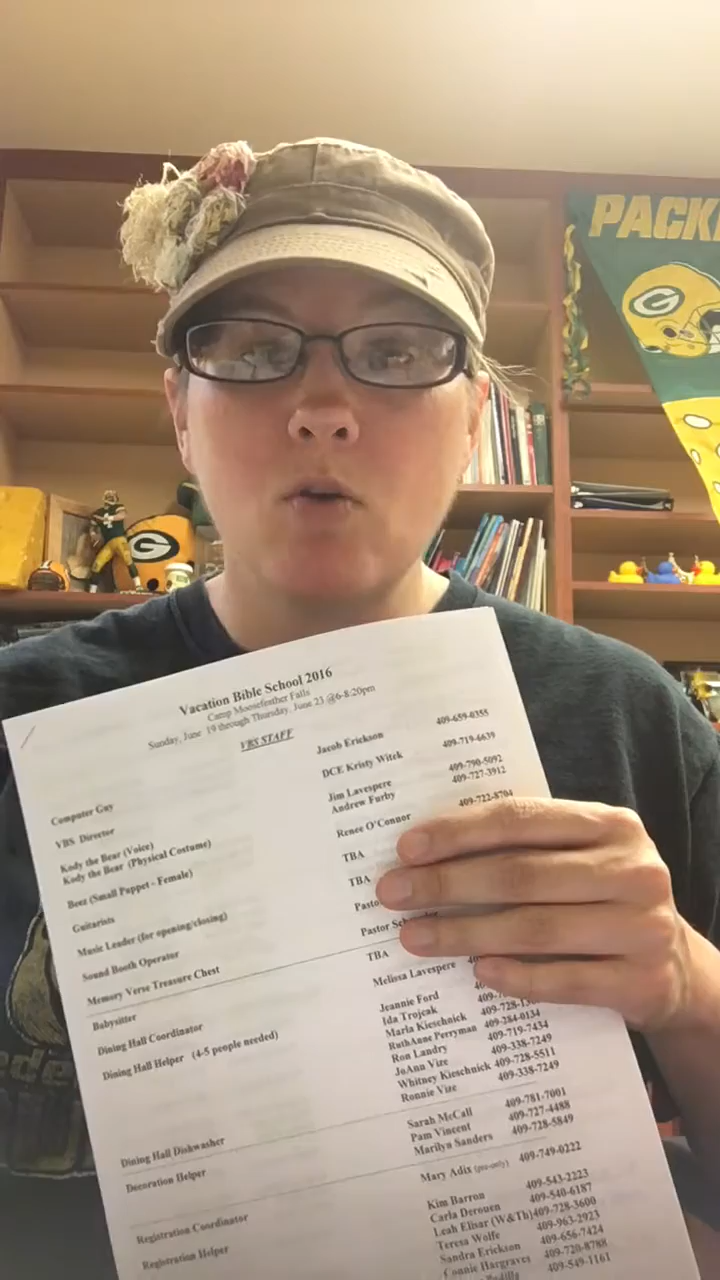 PACK
G
G
Vacation Bible School 2016
Camp Moosefeather Falls
Sunday, June 19 through Thursday, June 23 @6-8:20pm
VBS STAFF
Computer Guy Jacob Erickson 409-659-0355
VBS Director DCE Kristy Witek 409-719-6639
Kody the Bear (Voice) Jim Lavespere 409-790-5092
Kody the Bear (Physical Costume) Andrew Furby 409-727-3912
Beez (Small Puppet – Female) Renee O'Connor 409-722-8704
Guitarists TBA
Music Leader (for opening/closing) TBA
Sound Booth Operator Pasto
Memory Verse Treasure Chest Pastor
Babysitter TBA
Dining Hall Coordinator Melissa Lavespere
Dining Hall Helper (4-5 people needed) Jeannie Ford
Ida Trojcak
Marla Kieschnick
RuthAnne Perryman 409-284-0134
Ron Landry 409-719-7434
JoAnn Vize 409-338-7249
Whitney Kieschnick 409-728-5511
Dining Hall Dishwasher Ronnie Vize 409-338-7249
Decoration Helper Sarah McCall 409-781-7001
Pam Vincent 409-727-4488
Marilyn Sanders 409-728-5849
Registration Coordinator Mary Adix (pre-only) 409-749-0222
Registration Helper Kim Barron 409-543-2223
Carla Derouen 409-540-6187
Leah Elisar (W&Th) 409-728-3600
Teresa Wolfe 409-963-2923
Sandra Erickson 409-656-7424
Connie Hargraves 409-720-8788
409-549-1161